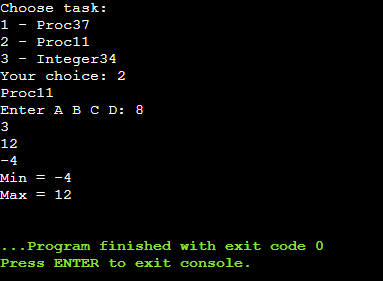 Choose task:
1 - Proc37
2 - Proc11
3 - Integer34
Your choice: 2
Proc11
Enter A B C D: 8
3
12
-4
Min = -4
Max = 12
...Program finished with exit code 0
Press ENTER to exit console.